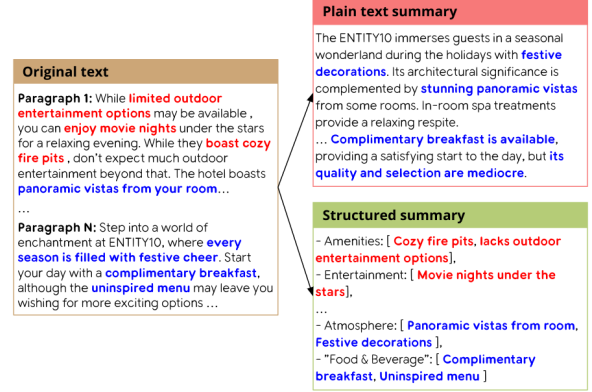 Original text
Paragraph 1: While limited outdoor
entertainment options may be available ,
you can enjoy movie nights under the stars
for a relaxing evening. While they boast cozy
fire pits , don't expect much outdoor
entertainment beyond that. The hotel boasts
panoramic vistas from your room...
...
Paragraph N: Step into a world of
enchantment at ENTITY10, where every
season is filled with festive cheer. Start
your day with a complimentary breakfast,
although the uninspired menu may leave you
wishing for more exciting options ...
Plain text summary
The ENTITY10 immerses guests in a seasonal
wonderland during the holidays with festive
decorations. Its architectural significance is
complemented by stunning panoramic vistas
from some rooms. In-room spa treatments
provide a relaxing respite.
... Complimentary breakfast is available,
providing a satisfying start to the day, but its
quality and selection are mediocre.
Structured summary
- Amenities: [ Cozy fire pits, lacks outdoor
entertainment options],
- Entertainment: [ Movie nights under the
stars],
...
- Atmosphere: [ Panoramic vistas from room,
Festive decorations ],
- "Food & Beverage": [ Complimentary
breakfast, Uninspired menu ]